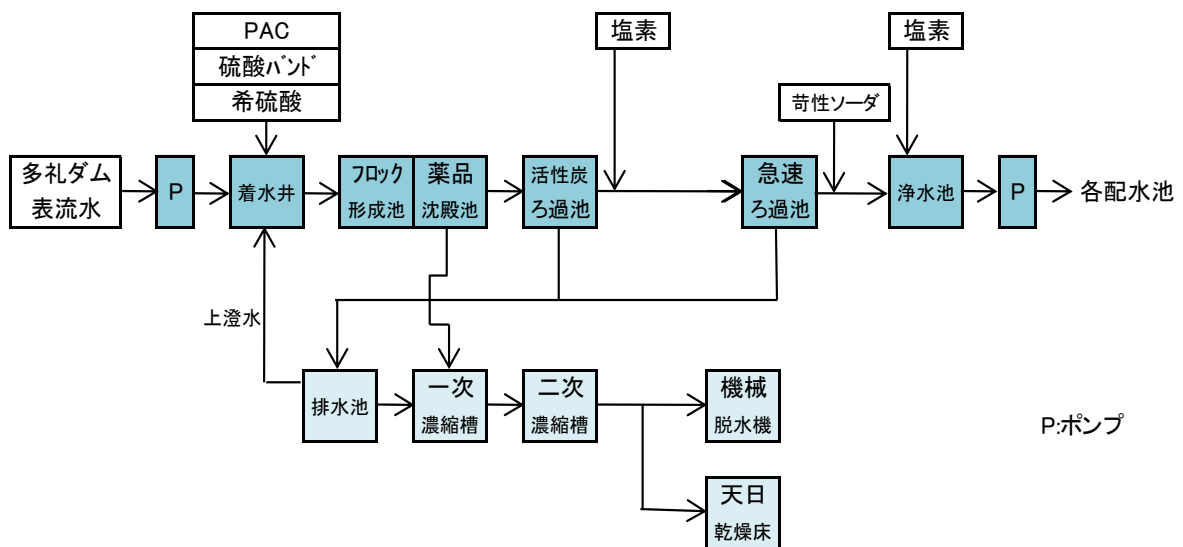 PAC
硫酸ﾊﾞﾝﾄﾞ
希硫酸
塩素
塩素
苛性ソーダ
多礼ダム
表流水
P
着水井
フロック
形成池
薬品
沈殿池
活性炭
ろ過池
急速
ろ過池
浄水池
P
各配水池
上澄水
排水池
一次
濃縮槽
二次
濃縮槽
機械
脱水機
P:ポンプ
天日
乾燥床